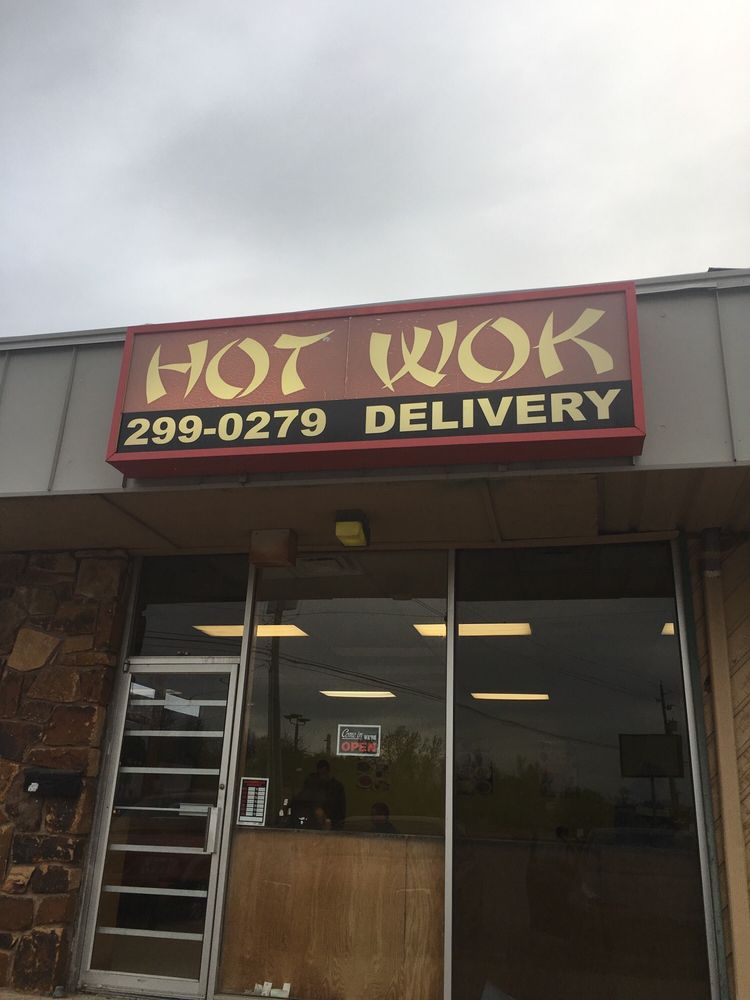 HOT WOK
299-0279 DELIVERY
Come in WE'RE
OPEN